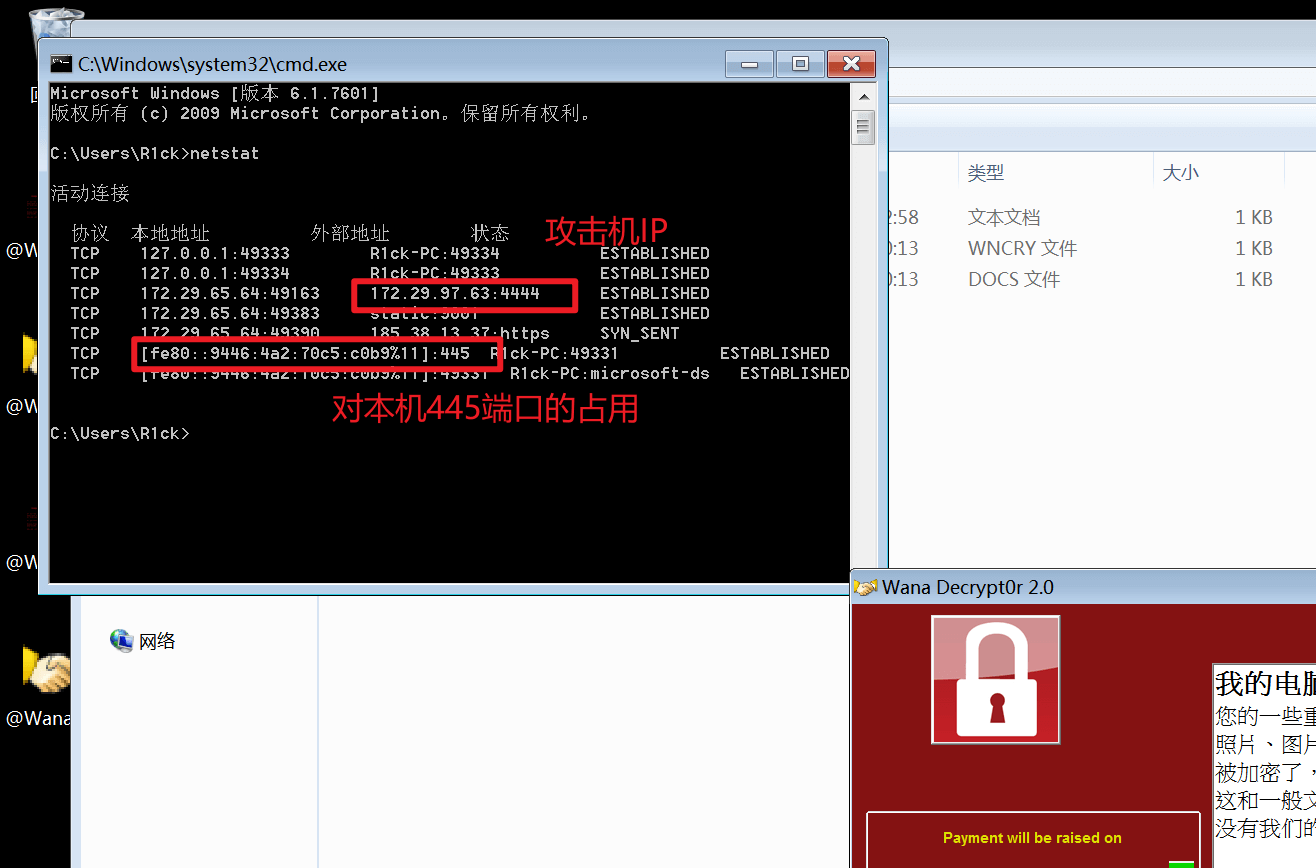 C:\Windows\system32\cmd.exe
Microsoft Windows [版本 6.1.7601]
版权所有 (c) 2009 Microsoft Corporation。保留所有权利。
C:\Users\R1ck>netstat
活动连接
协议 本地地址 外部地址 状态
攻击机IP
TCP 127.0.0.1:49333 R1ck-PC:49334 ESTABLISHED
TCP 127.0.0.1:49334 R1ck-PC:49333 ESTABLISHED
TCP 172.29.65.64:49163 172.29.97.63:4444 ESTABLISHED
TCP 172.29.65.64:49383 static:9001 ESTABLISHED
TCP 172.29.65.64:49390 185.38.13.37:https SYN_SENT
TCP [fe80::9446:4a2:70c5:c0b9%11]:445 R1ck-PC:49331 ESTABLISHED
TCP [fe80::9446:4a2:70c5:c0b9%11]:49331 R1ck-PC:microsoft-ds ESTABLISHED
对本机445端口的占用
C:\Users\R1ck>
类型 大小
2:58 文本文档 1 KB
0:13 WNCRY 文件 1 KB
0:13 DOCS 文件 1 KB
@W
@W
@W
@Wana
网络
Wana Decrypt0r 2.0
我的电脑
您的一些重
照片、图片
被加密了，
这和一般文
没有我们的
Payment will be raised on